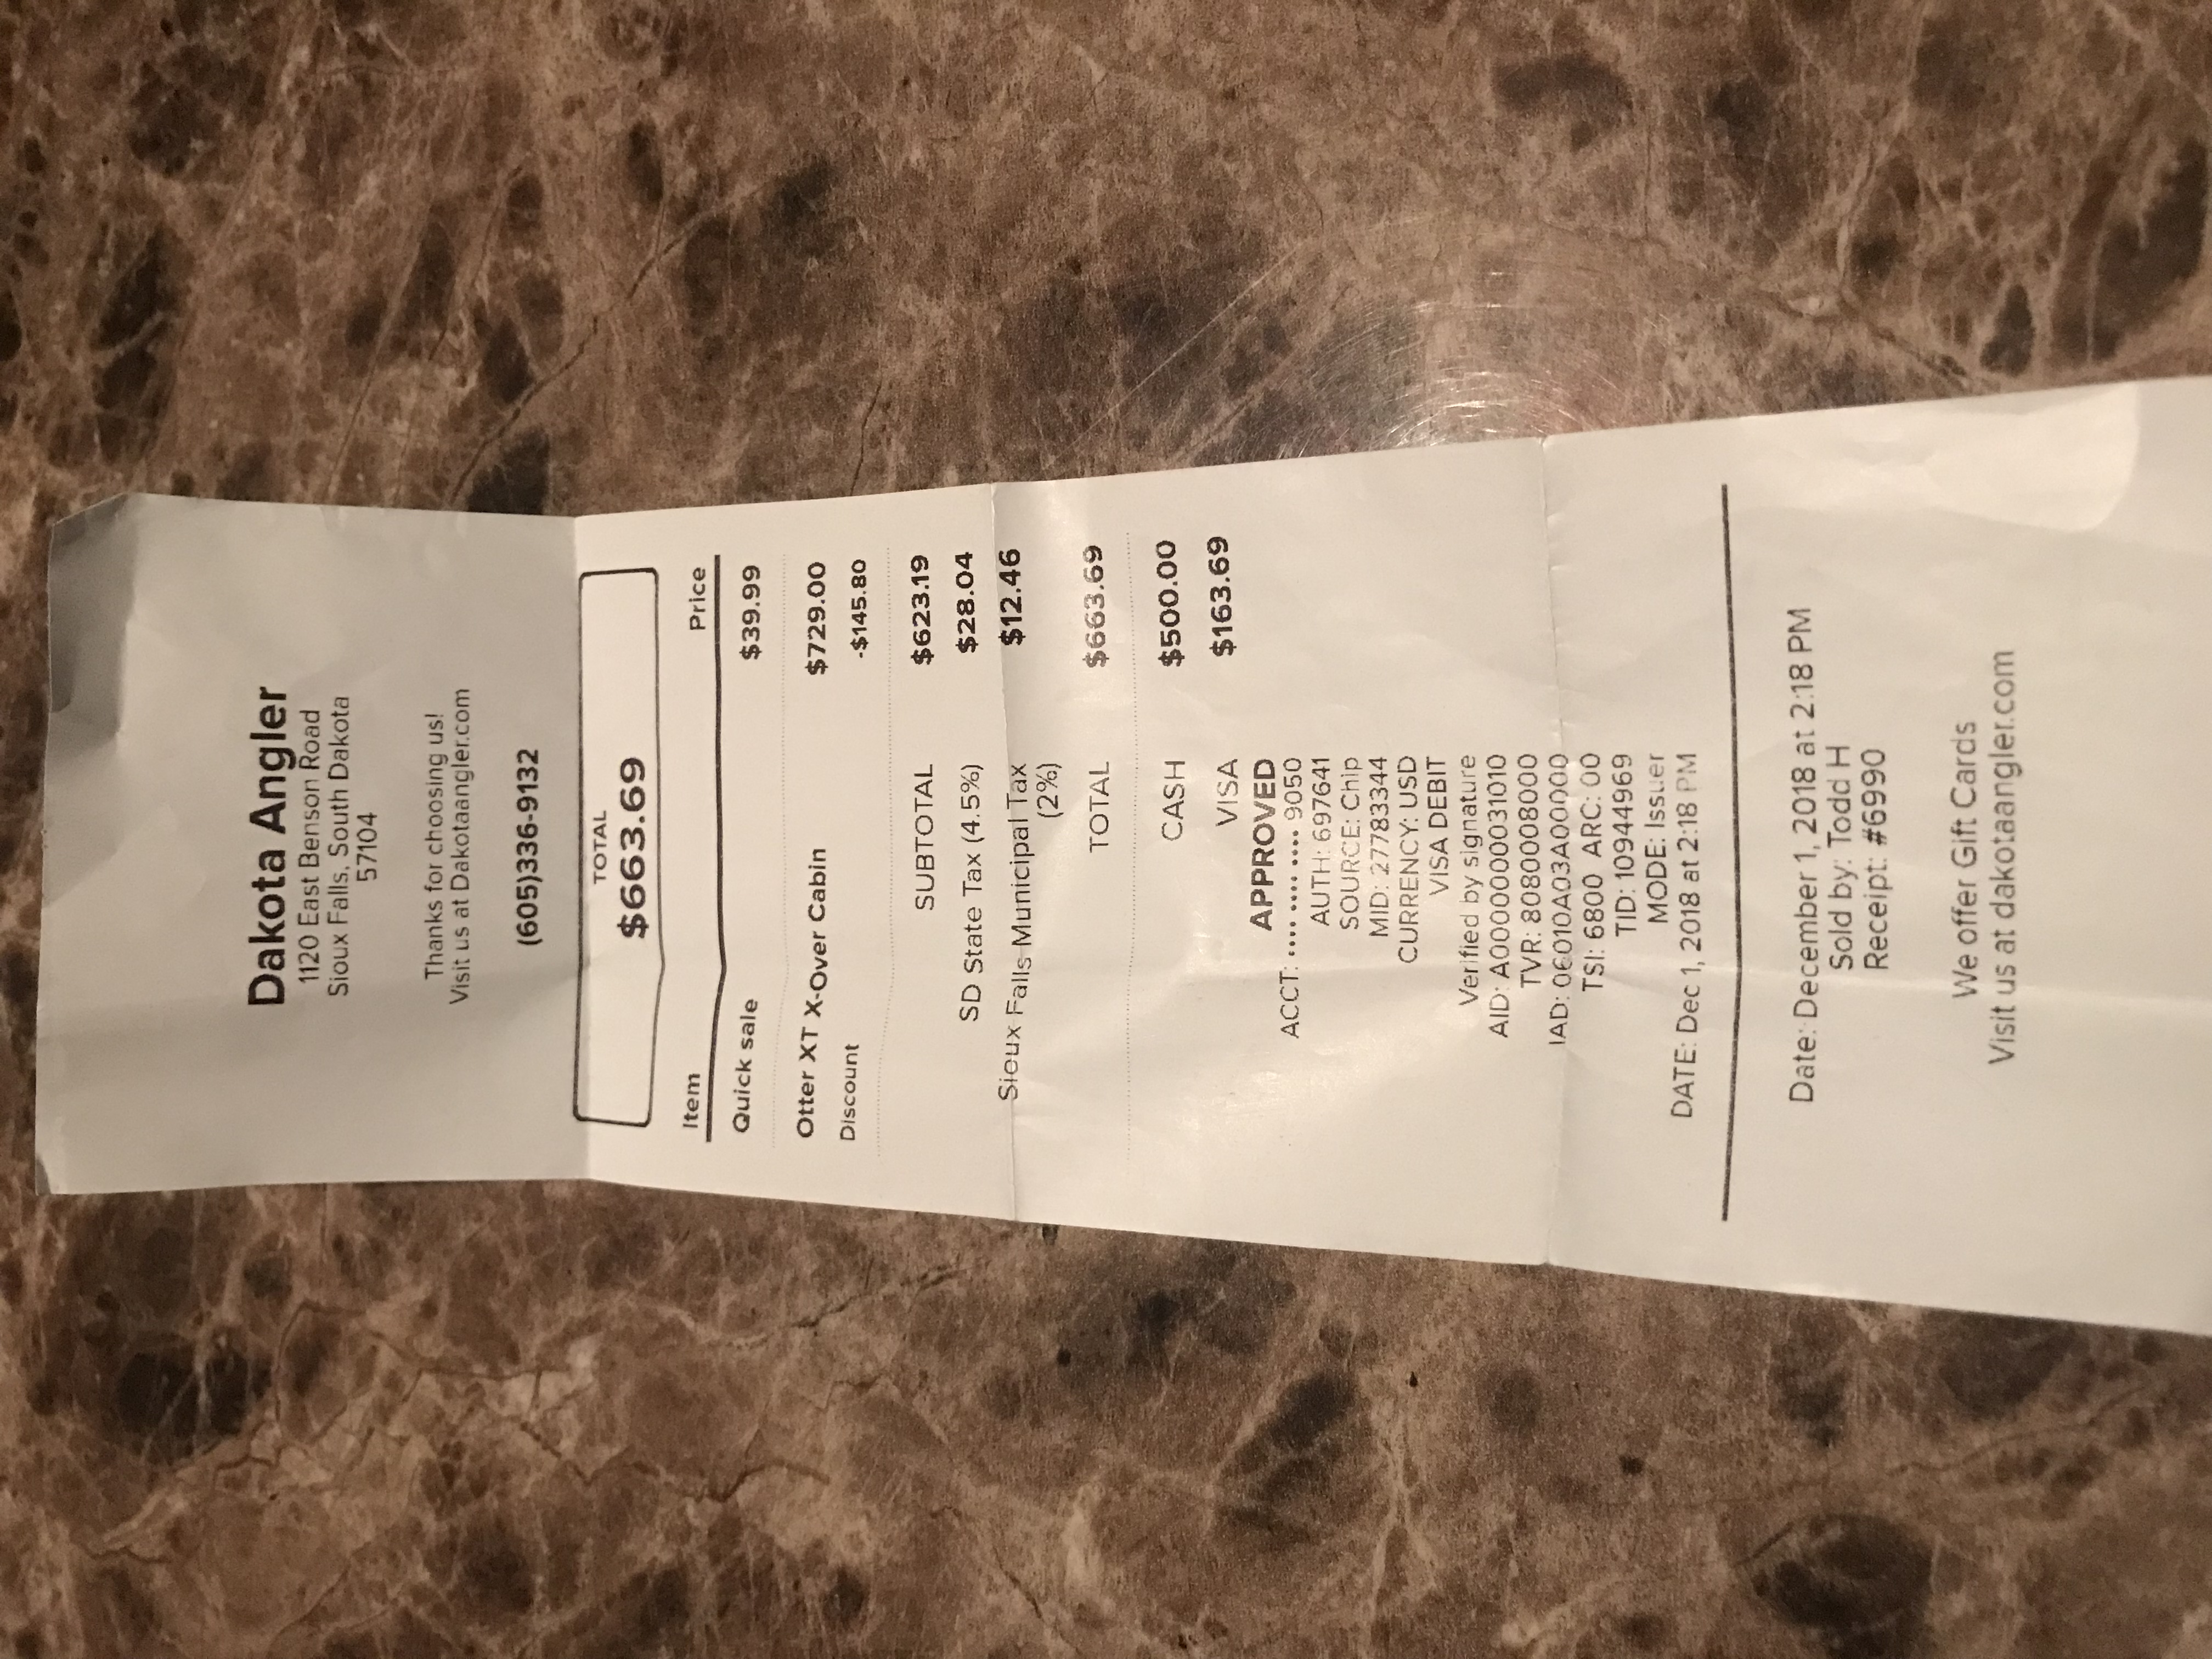 Dakota Angler
1120 East Benson Road
Sioux Falls, South Dakota
57104
Thanks for choosing us!
Visit us at Dakotaangler.com
(605)336-9132
TOTAL
$663.69
Item Price
Quick sale $39.99
Otter XT X-Over Cabin $729.00
Discount -$145.80
SUBTOTAL $623.19
SD State Tax (4.5%) $28.04
Sioux Falls Municipal Tax $12.46
(2%)
TOTAL $663.69
CASH $500.00
VISA $163.69
APPROVED
ACCT: .... .... .... 9050
AUTH: 697641
SOURCE: Chip
MID: 27783344
CURRENCY: USD
VISA DEBIT
Verified by signature
AID: A0000000031010
TVR: 8080008000
IAD: 06010A03A00000
TSI: 6800 ARC: 00
TID: 109444969
MODE: Issuer
DATE: Dec 1, 2018 at 2:18 PM
Date: December 1, 2018 at 2:18 PM
Sold by: Todd H
Receipt: #69990
We offer Gift Cards
Visit us at dakotaangler.com